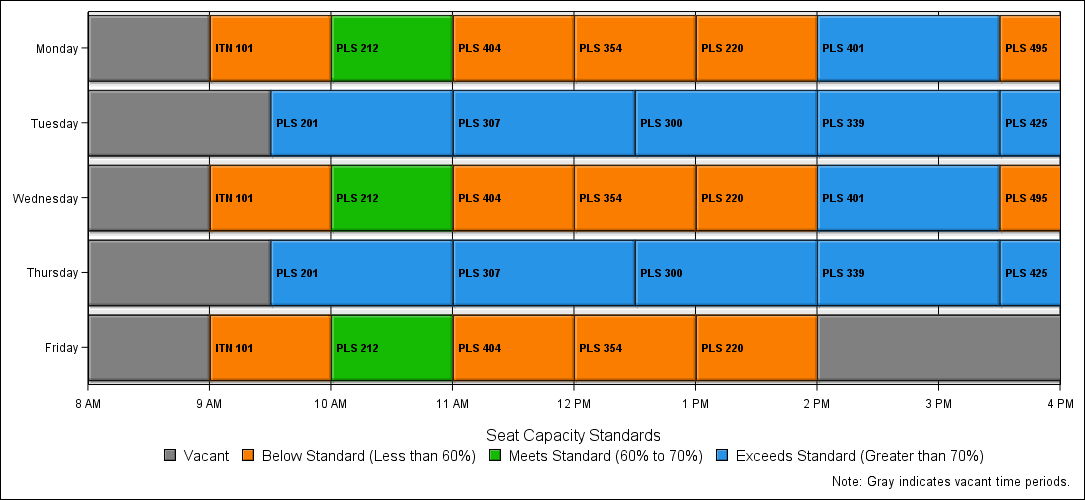 Monday ITN 101 PLS 212 PLS 404 PLS 354 PLS 220 PLS 401 PLS 495
Tuesday PLS 201 PLS 307 PLS 300 PLS 339 PLS 425
Wednesday ITN 101 PLS 212 PLS 404 PLS 354 PLS 220 PLS 401 PLS 495
Thursday PLS 201 PLS 307 PLS 300 PLS 339 PLS 425
Friday ITN 101 PLS 212 PLS 404 PLS 354 PLS 220
8 AM 9 AM 10 AM 11 AM 12 PM 1 PM 2 PM 3 PM 4 PM
Seat Capacity Standards
Vacant Below Standard (Less than 60%) Meets Standard (60% to 70%) Exceeds Standard (Greater than 70%)
Note: Gray indicates vacant time periods.